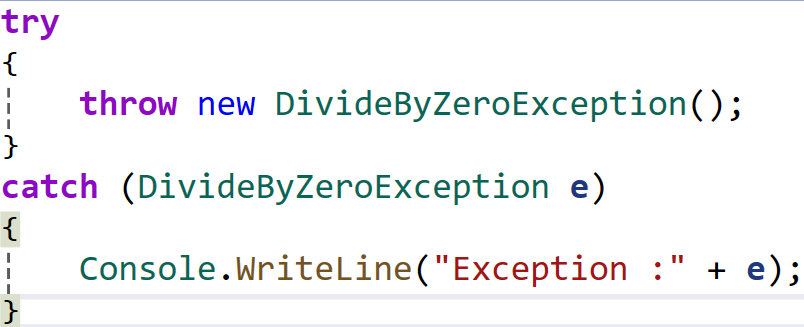 try
{
    throw new DivideByZeroException();
}
catch (DivideByZeroException e)
{
    Console.WriteLine("Exception :" + e);
}